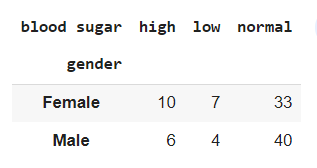 blood sugar high low normal
gender
Female 10 7 33
Male 6 4 40